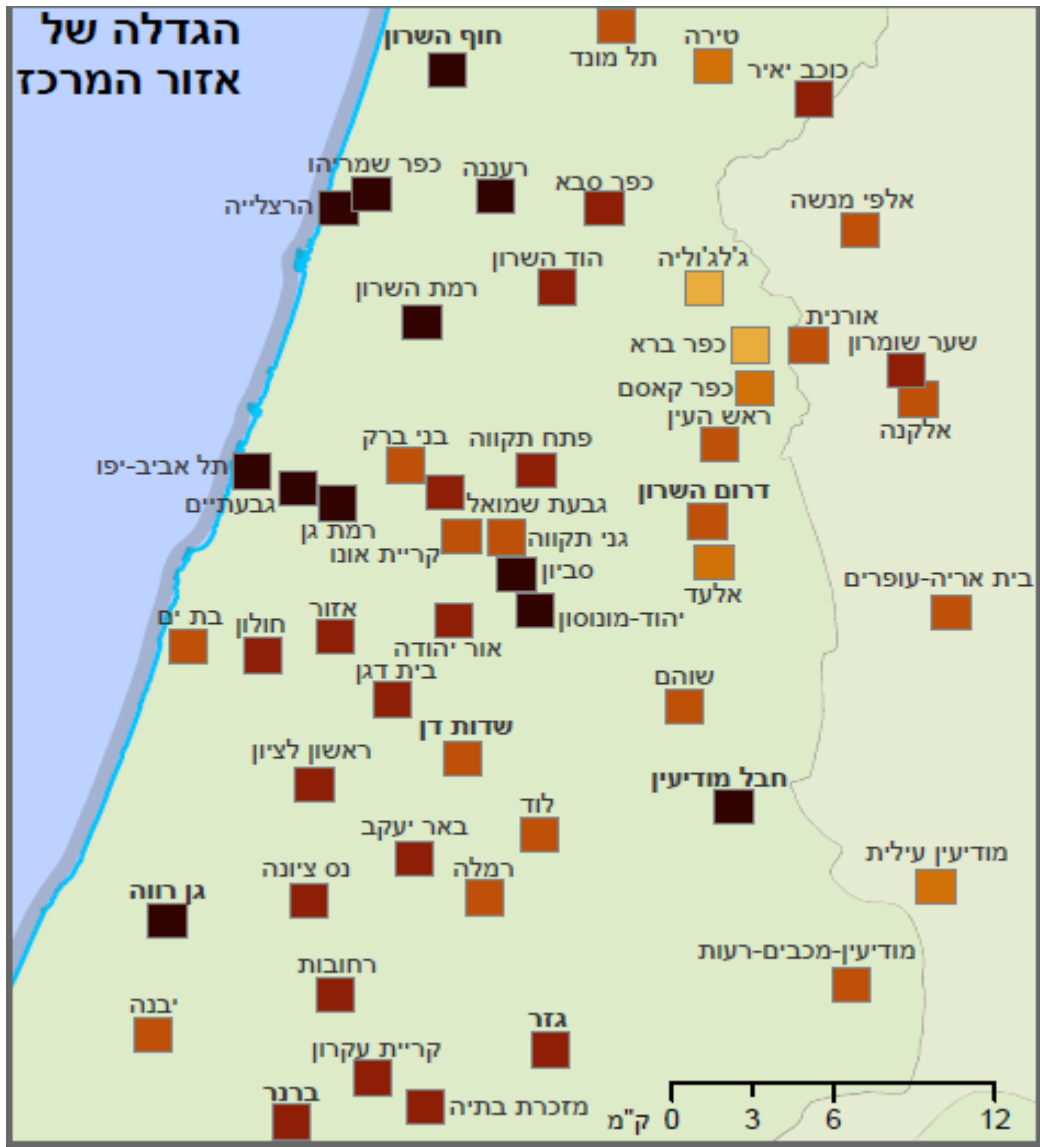 הגדלה של
אזור המרכז
חוף השרון
תל מונד
טירה
כוכב יאיר
כפר שמריהו
הרצלייה
רעננה
כפר סבא
אלפי מנשה
הוד השרון
ג'לג'וליה
רמת השרון
אורנית
כפר ברא
שער שומרון
כפר קאסם
אלקנה
ראש העין
בני ברק
פתח תקווה
תל אביב-יפו
גבעתיים
רמת גן
גבעת שמואל
דרום השרון
קריית אונו
גני תקווה
סביון
אלעד
בית אריה-עופרים
יהוד-מונוסון
בת ים
חולון
אזור
אור יהודה
בית דגן
שוהם
שדות דן
ראשון לציון
חבל מודיעין
לוד
באר יעקב
רמלה
נס ציונה
מודיעין עילית
גן רווה
מודיעין-מכבים-רעות
רחובות
יבנה
גזר
קריית עקרון
ברנר
מזכרת בתיה
ק"מ 0 3 6 12